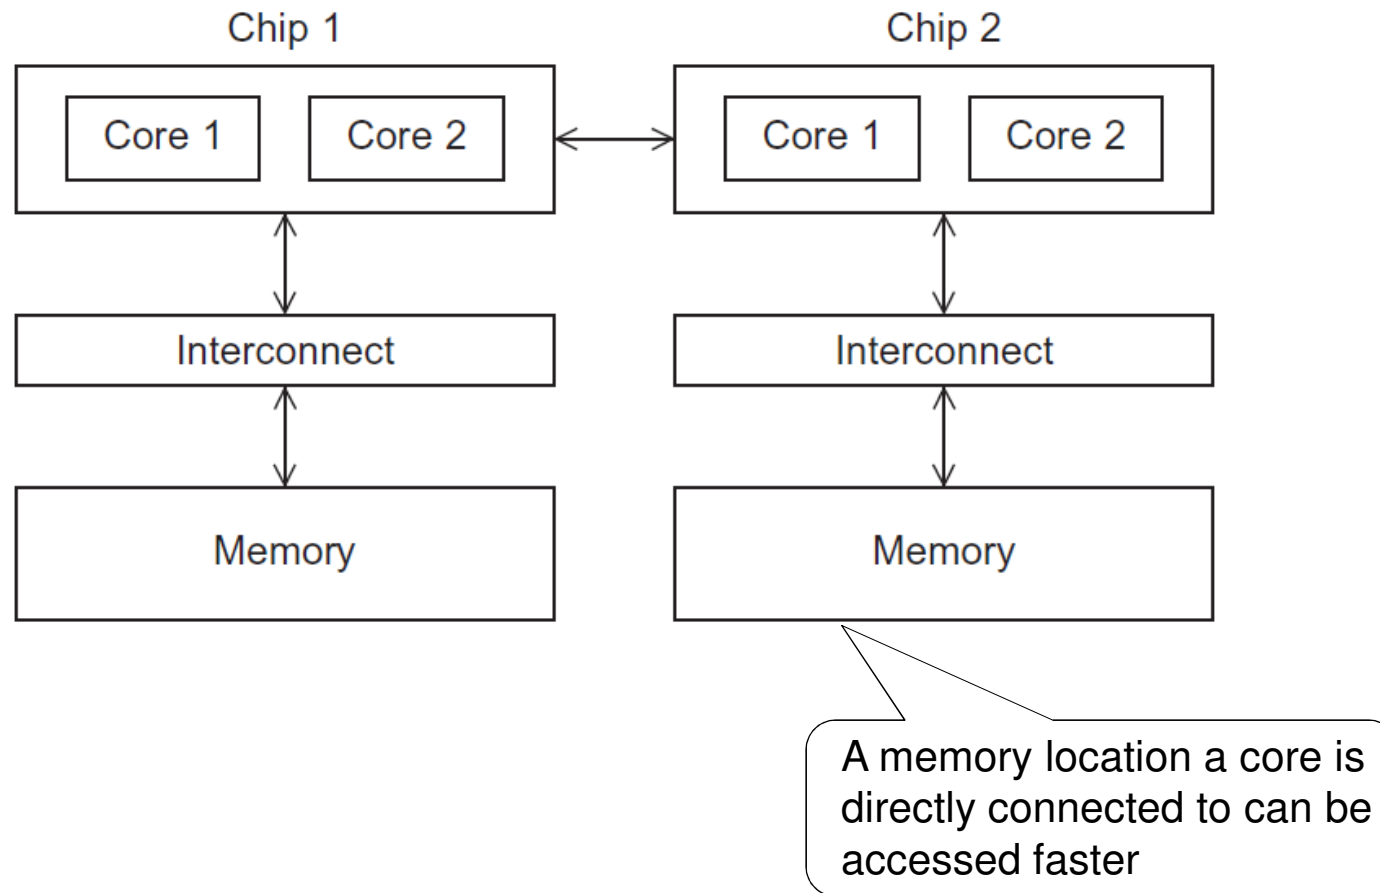 Chip 1
Chip 2
Core 1
Core 2
Core 1
Core 2
Interconnect
Interconnect
Memory
Memory
A memory location a core is
directly connected to can be
accessed faster